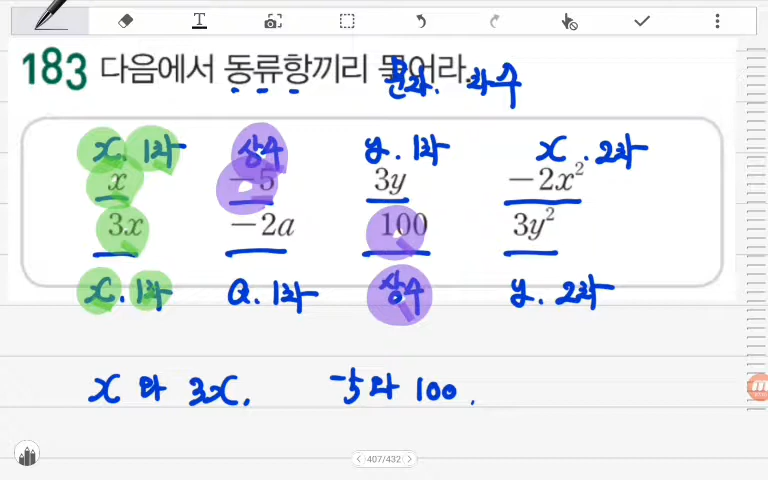 T
183 다음에서 동류항끼리 묶어라.
문자. 차수
x. 1차 상수 y. 1차 x. 2차
x -5 3y -2x²
3x -2a 100 3y²
x. 1차 a. 1차 상수 y. 2차
x 와 3x. -5와 100.
407/432